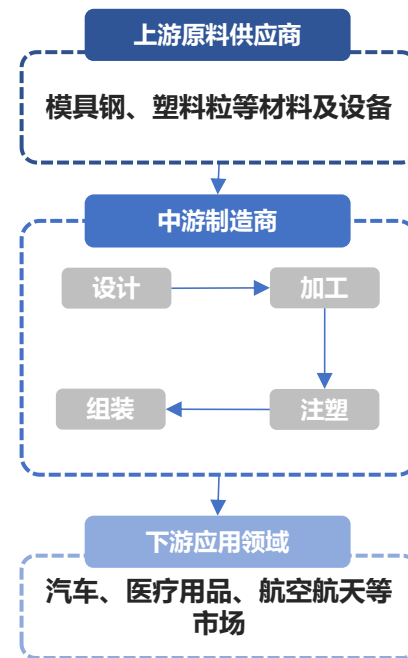 上游原料供应商
模具钢、塑料粒等材料及设备
中游制造商
设计
加工
组装
注塑
下游应用领域
汽车、医疗用品、航空航天等
市场